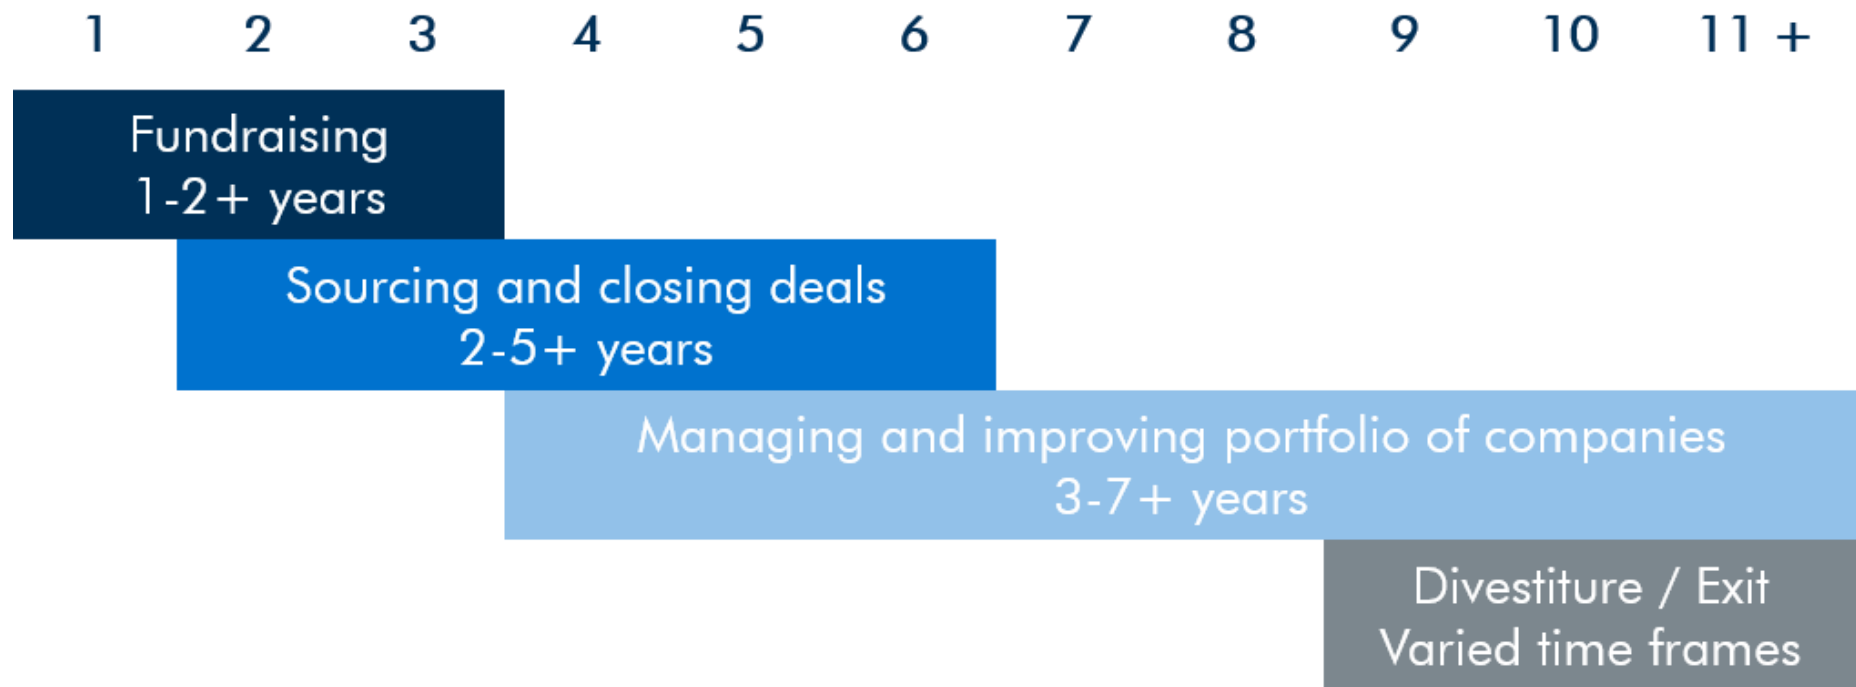 1 2 3 4 5 6 7 8 9 10 11 +
Fundraising
1-2+ years
Sourcing and closing deals
2-5+ years
Managing and improving portfolio of companies
3-7+ years
Divestiture / Exit
Varied time frames